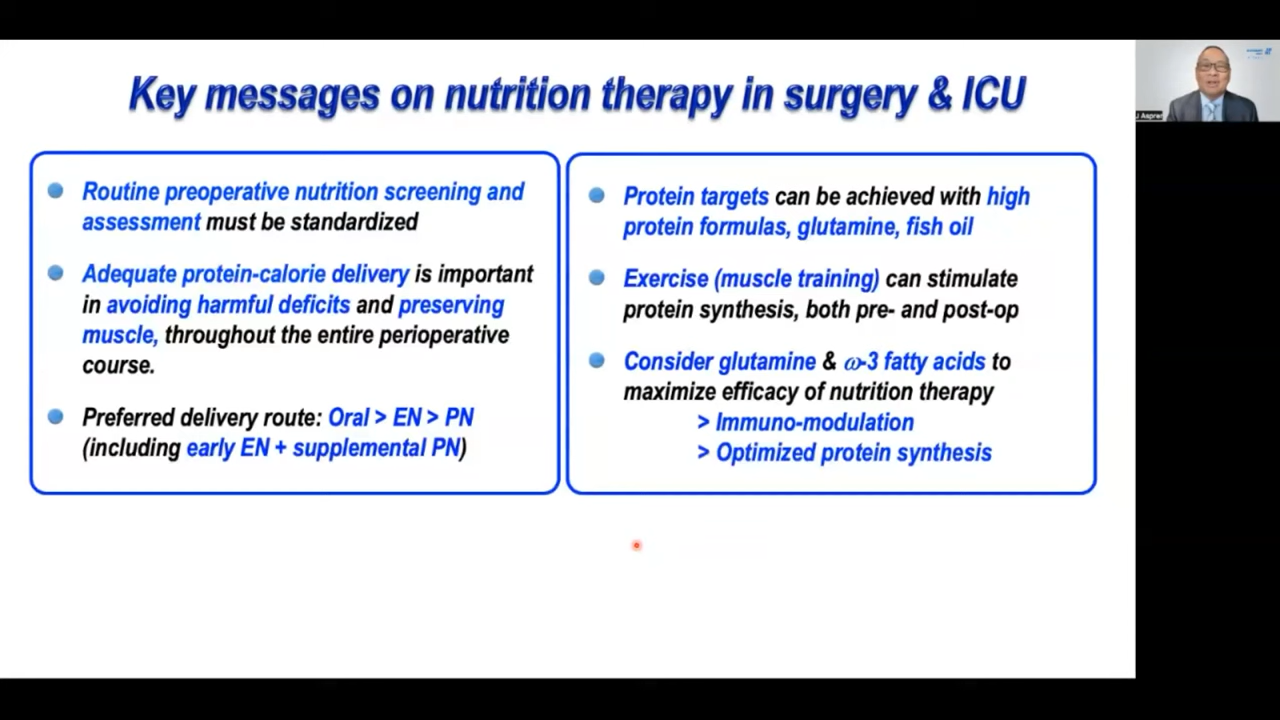 Key messages on nutrition therapy in surgery & ICU
Routine preoperative nutrition screening and
assessment must be standardized
Adequate protein-calorie delivery is important
in avoiding harmful deficits and preserving
muscle, throughout the entire perioperative
course.
Preferred delivery route: Oral > EN > PN
(including early EN + supplemental PN)
Protein targets can be achieved with high
protein formulas, glutamine, fish oil
Exercise (muscle training) can stimulate
protein synthesis, both pre- and post-op
Consider glutamine & ω-3 fatty acids to
maximize efficacy of nutrition therapy
> Immuno-modulation
> Optimized protein synthesis